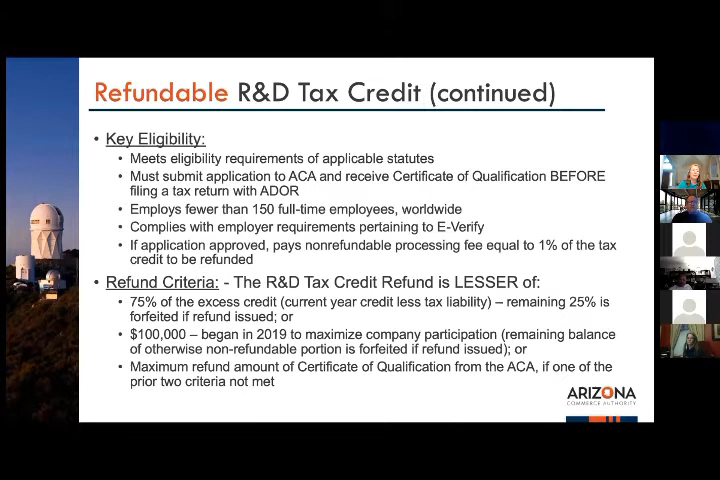 Refundable R&D Tax Credit (continued)
• Key Eligibility:
• Meets eligibility requirements of applicable statutes
• Must submit application to ACA and receive Certificate of Qualification BEFORE
filing a tax return with ADOR
• Employs fewer than 150 full-time employees, worldwide
• Complies with employer requirements pertaining to E-Verify
• If application approved, pays nonrefundable processing fee equal to 1% of the tax
credit to be refunded
• Refund Criteria: - The R&D Tax Credit Refund is LESSER of:
• 75% of the excess credit (current year credit less tax liability) – remaining 25% is
forfeited if refund issued; or
• $100,000 – began in 2019 to maximize company participation (remaining balance
of otherwise non-refundable portion is forfeited if refund issued); or
• Maximum refund amount of Certificate of Qualification from the ACA, if one of the
prior two criteria not met
ARIZONA
COMMERCE AUTHORITY